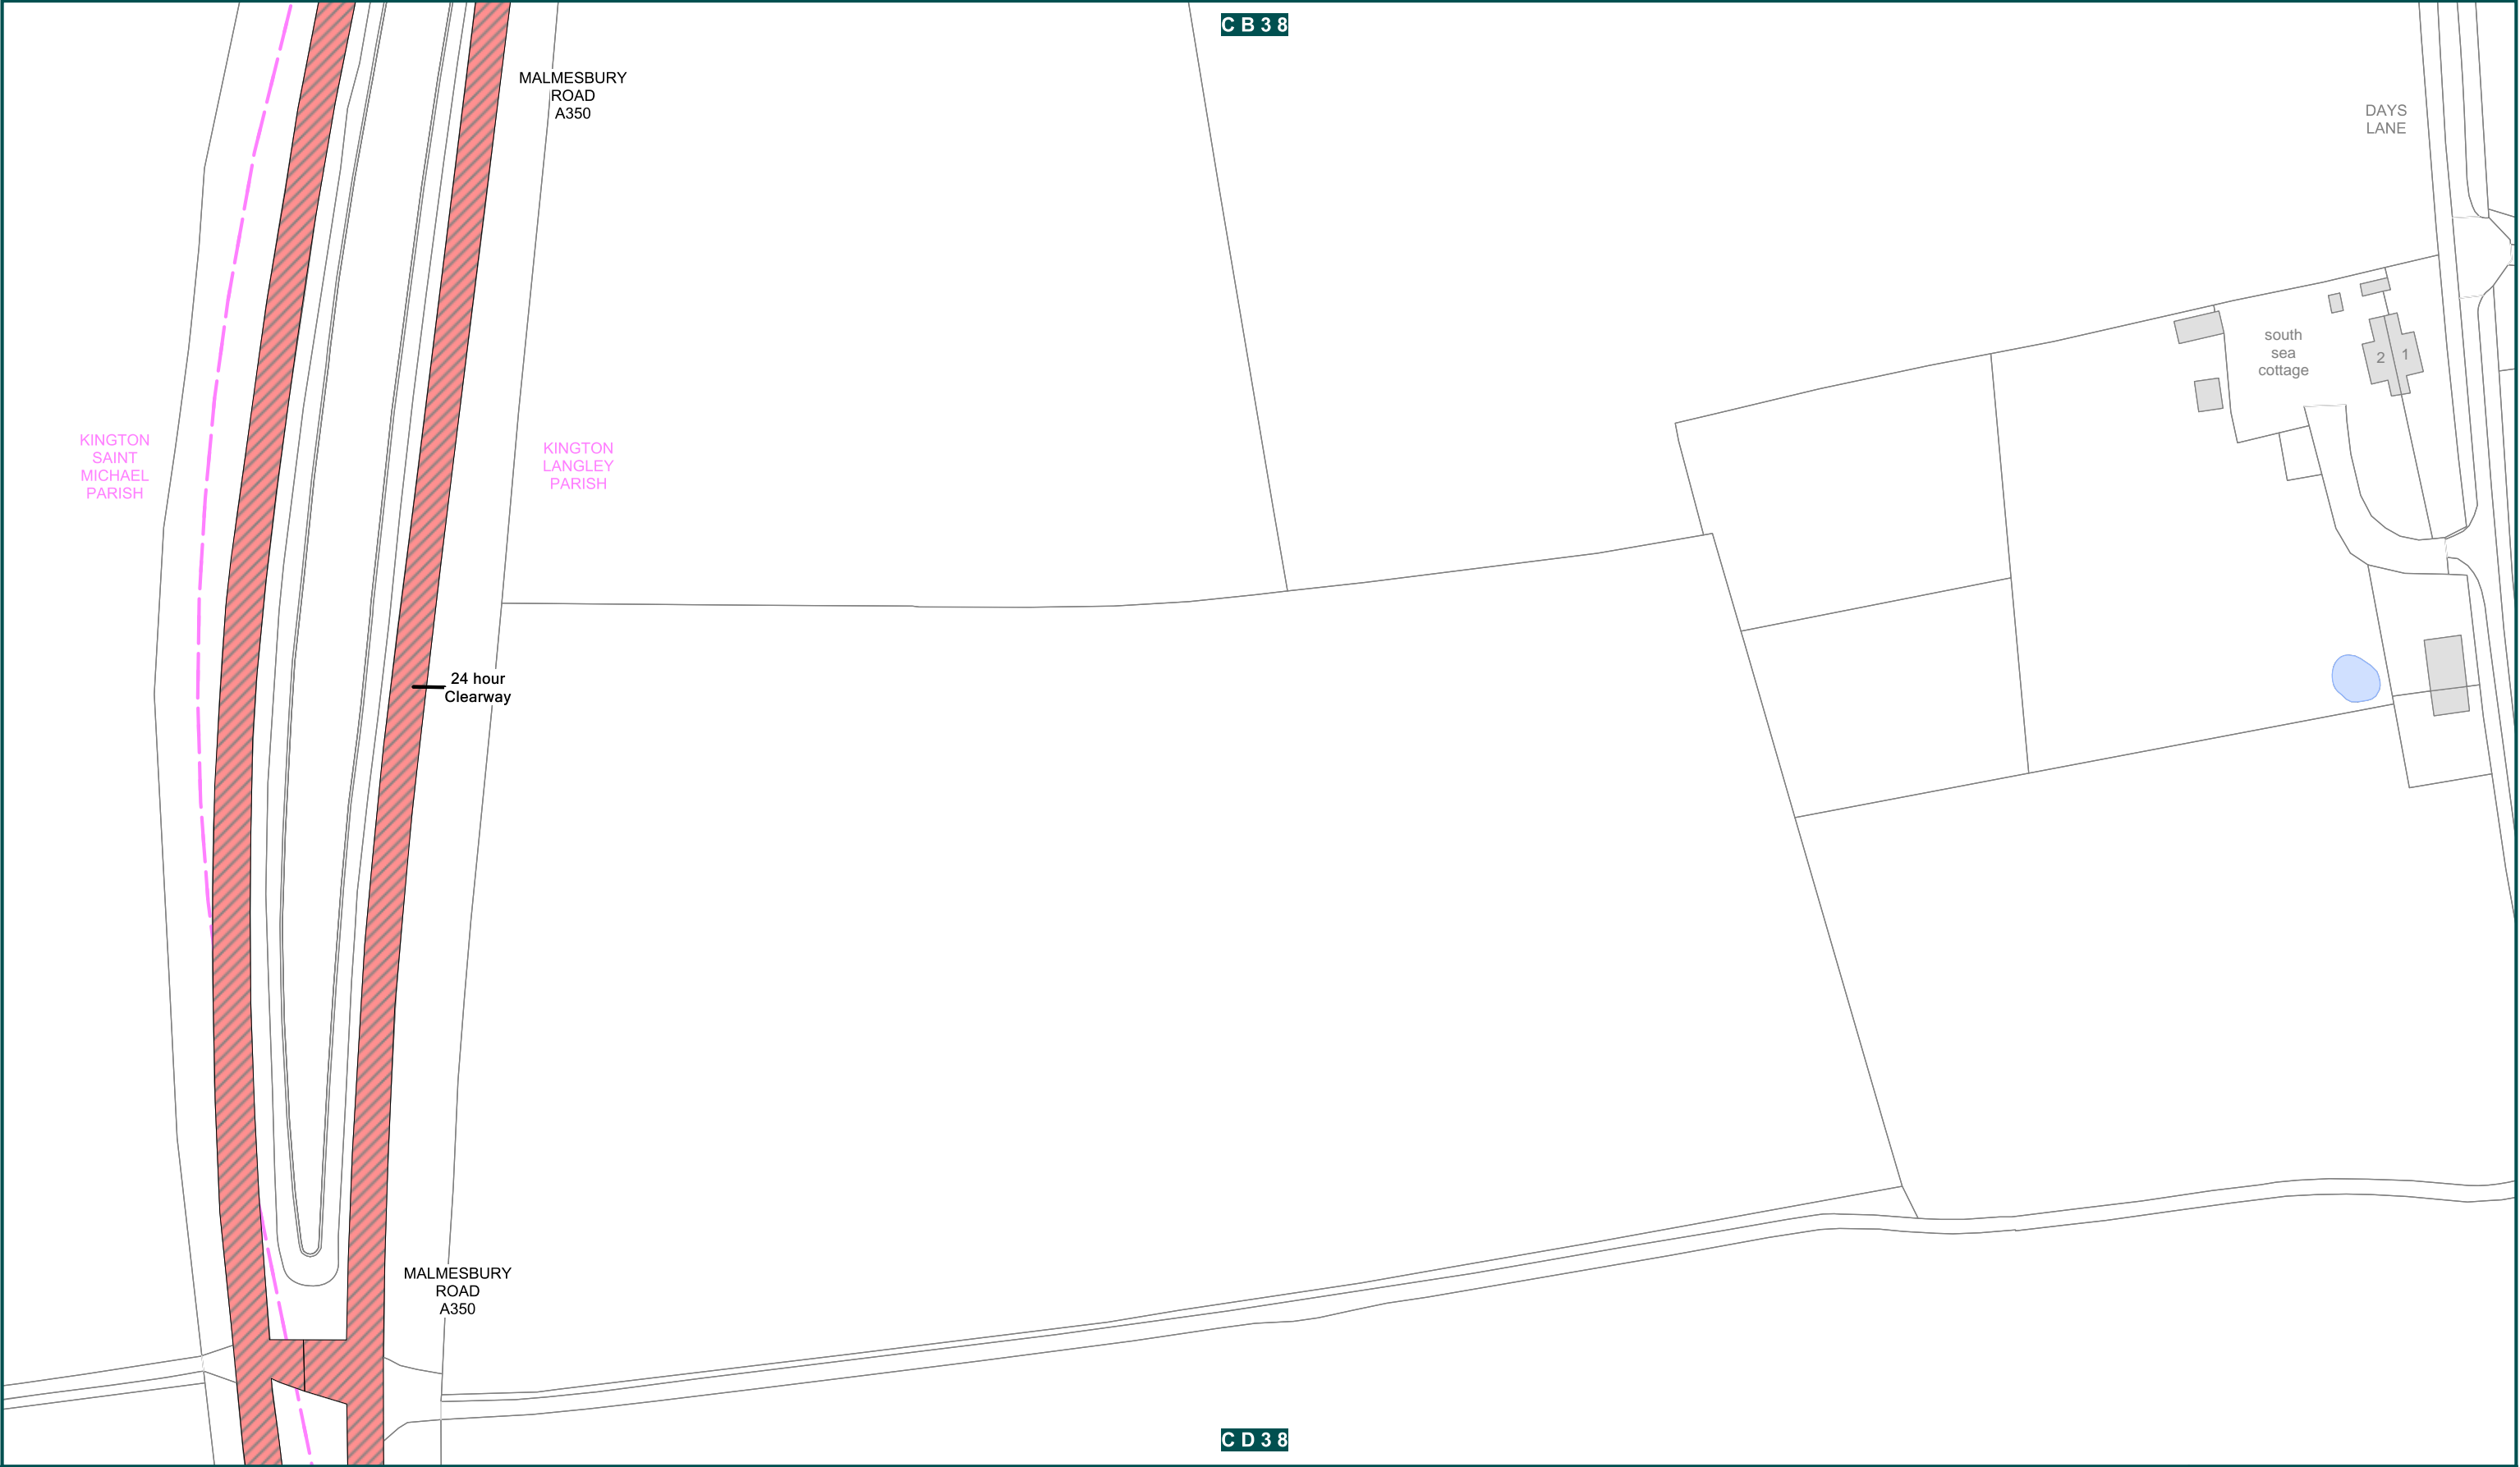 C B 3 8
MALMESBURY
ROAD
A350
DAYS
LANE
south
sea
cottage
2
1
KINGTON
SAINT
MICHAEL
PARISH
KINGTON
LANGLEY
PARISH
24 hour
Clearway
MALMESBURY
ROAD
A350
C D 3 8